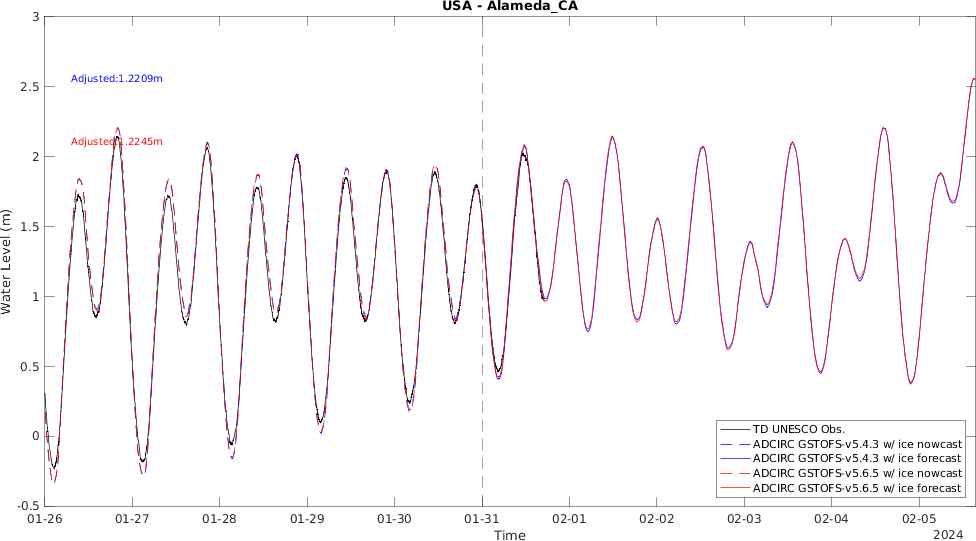 USA - Alameda_CA
3
2.5
2
1.5
1
0.5
0
-0.5
Water Level (m)
Adjusted:1.2209m
Adjusted:1.2245m
TD UNESCO Obs.
ADCIRC GSTOFS-v5.4.3 w/ ice nowcast
ADCIRC GSTOFS-v5.4.3 w/ ice forecast
ADCIRC GSTOFS-v5.6.5 w/ ice nowcast
ADCIRC GSTOFS-v5.6.5 w/ ice forecast
01-26 01-27 01-28 01-29 01-30 01-31 02-01 02-02 02-03 02-04 02-05
Time
2024